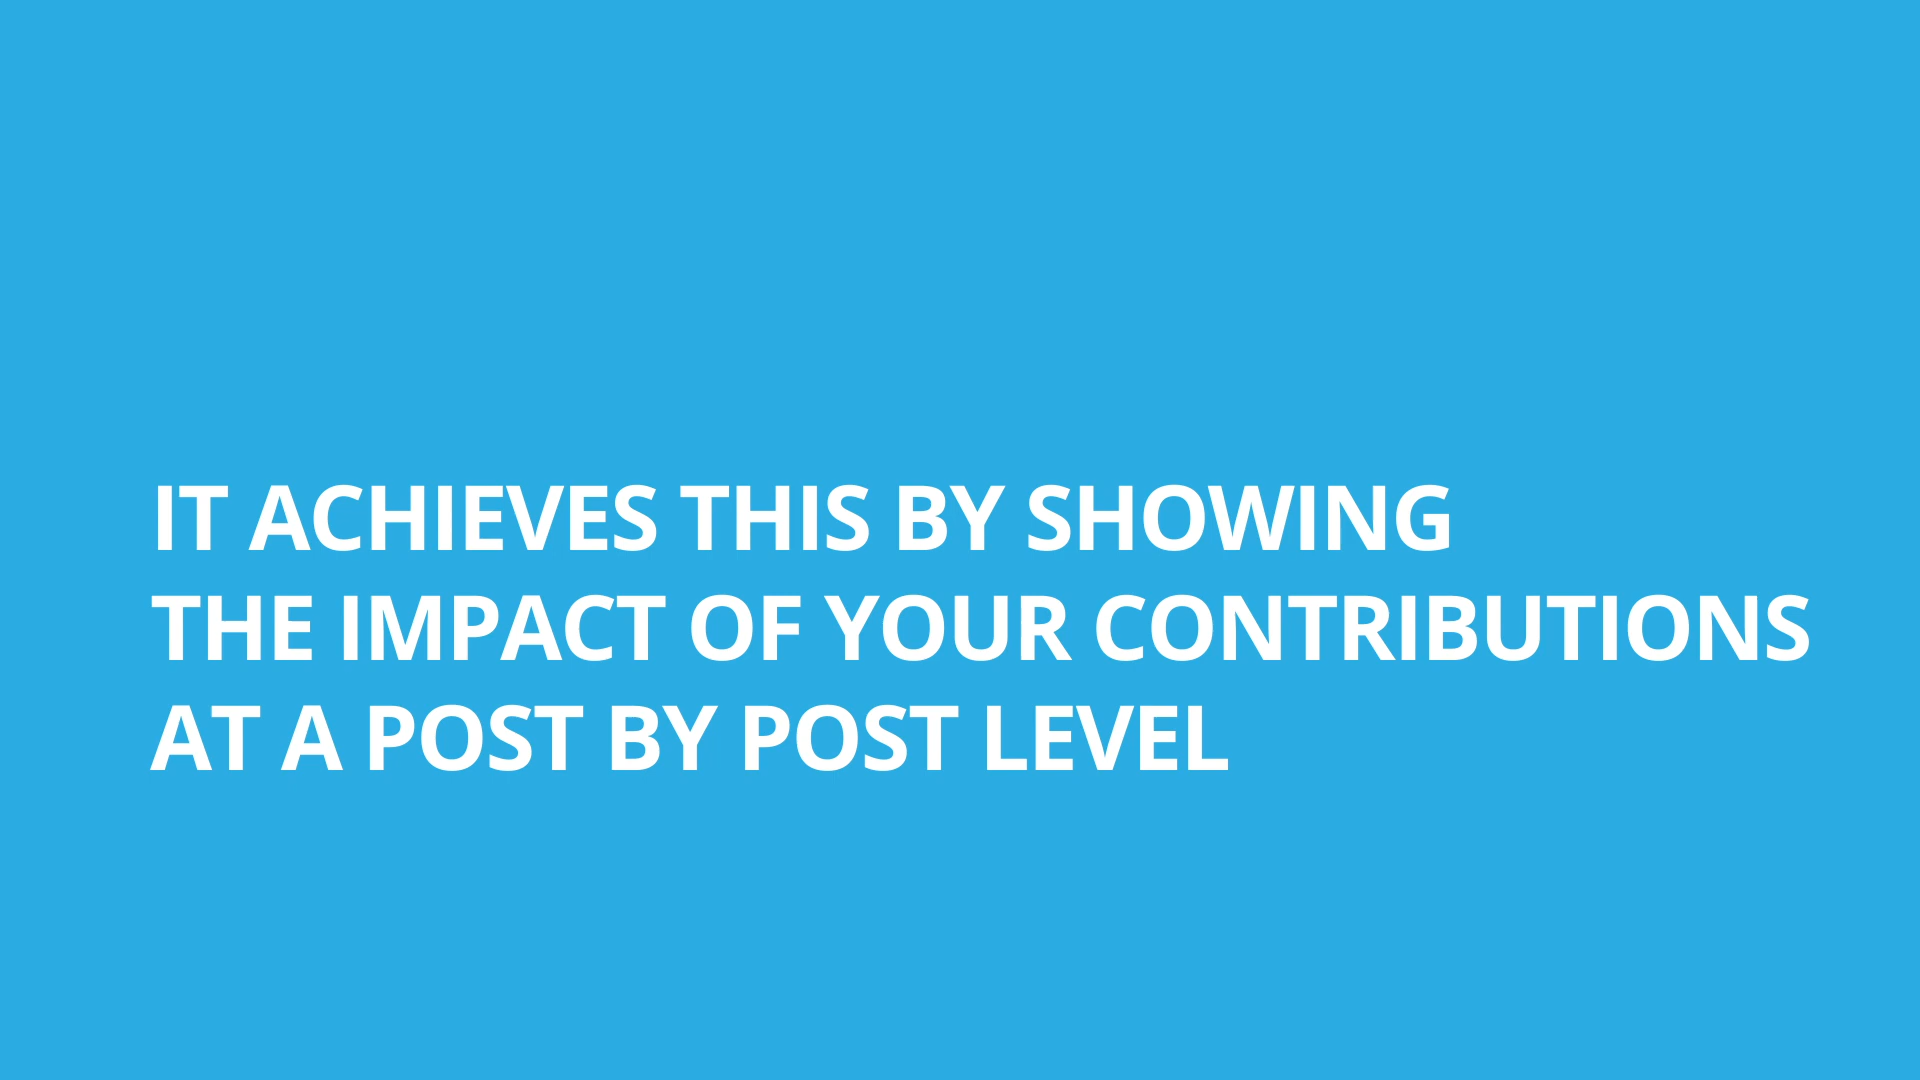 IT ACHIEVES THIS BY SHOWING
THE IMPACT OF YOUR CONTRIBUTIONS
AT A POST BY POST LEVEL